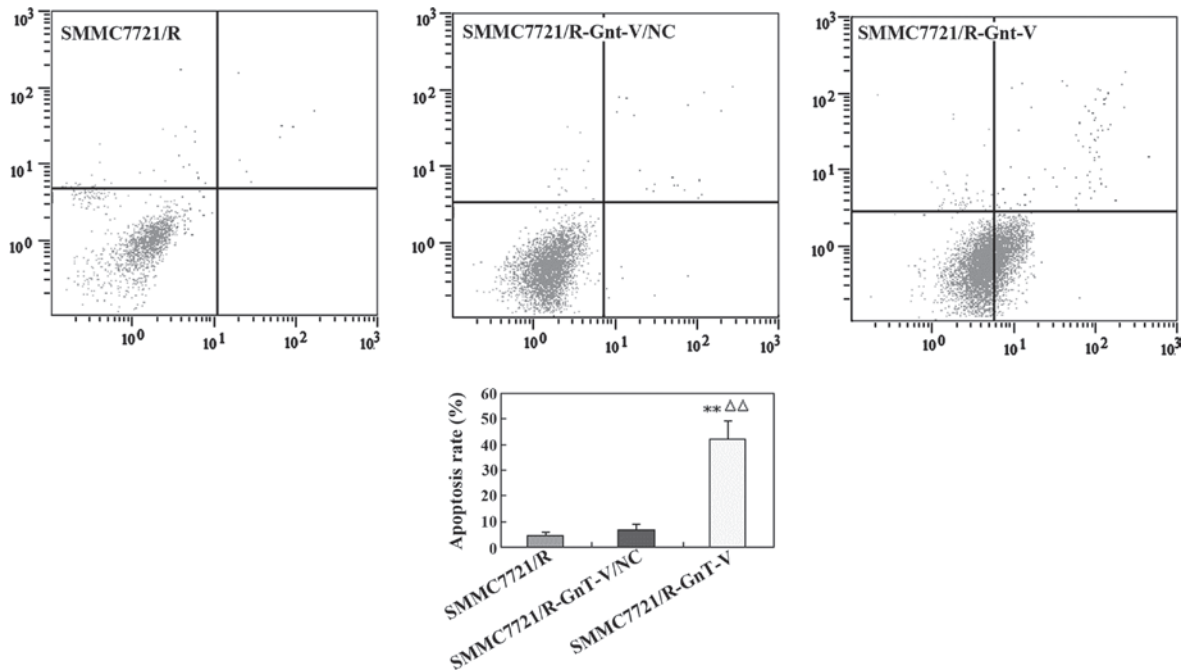 SMMC7721/R
10³
10²
10¹
10⁰
10⁰ 10¹ 10² 10³
SMMC7721/R-Gnt-V/NC
10³
10²
10¹
10⁰
10⁰ 10¹ 10² 10³
SMMC7721/R-Gnt-V
10³
10²
10¹
10⁰
10⁰ 10¹ 10² 10³
Apoptosis rate (%)
60
50
40
30
20
10
0
** ΔΔ
SMMC7721/R
SMMC7721/R-GnT-V/NC
SMMC7721/R-GnT-V